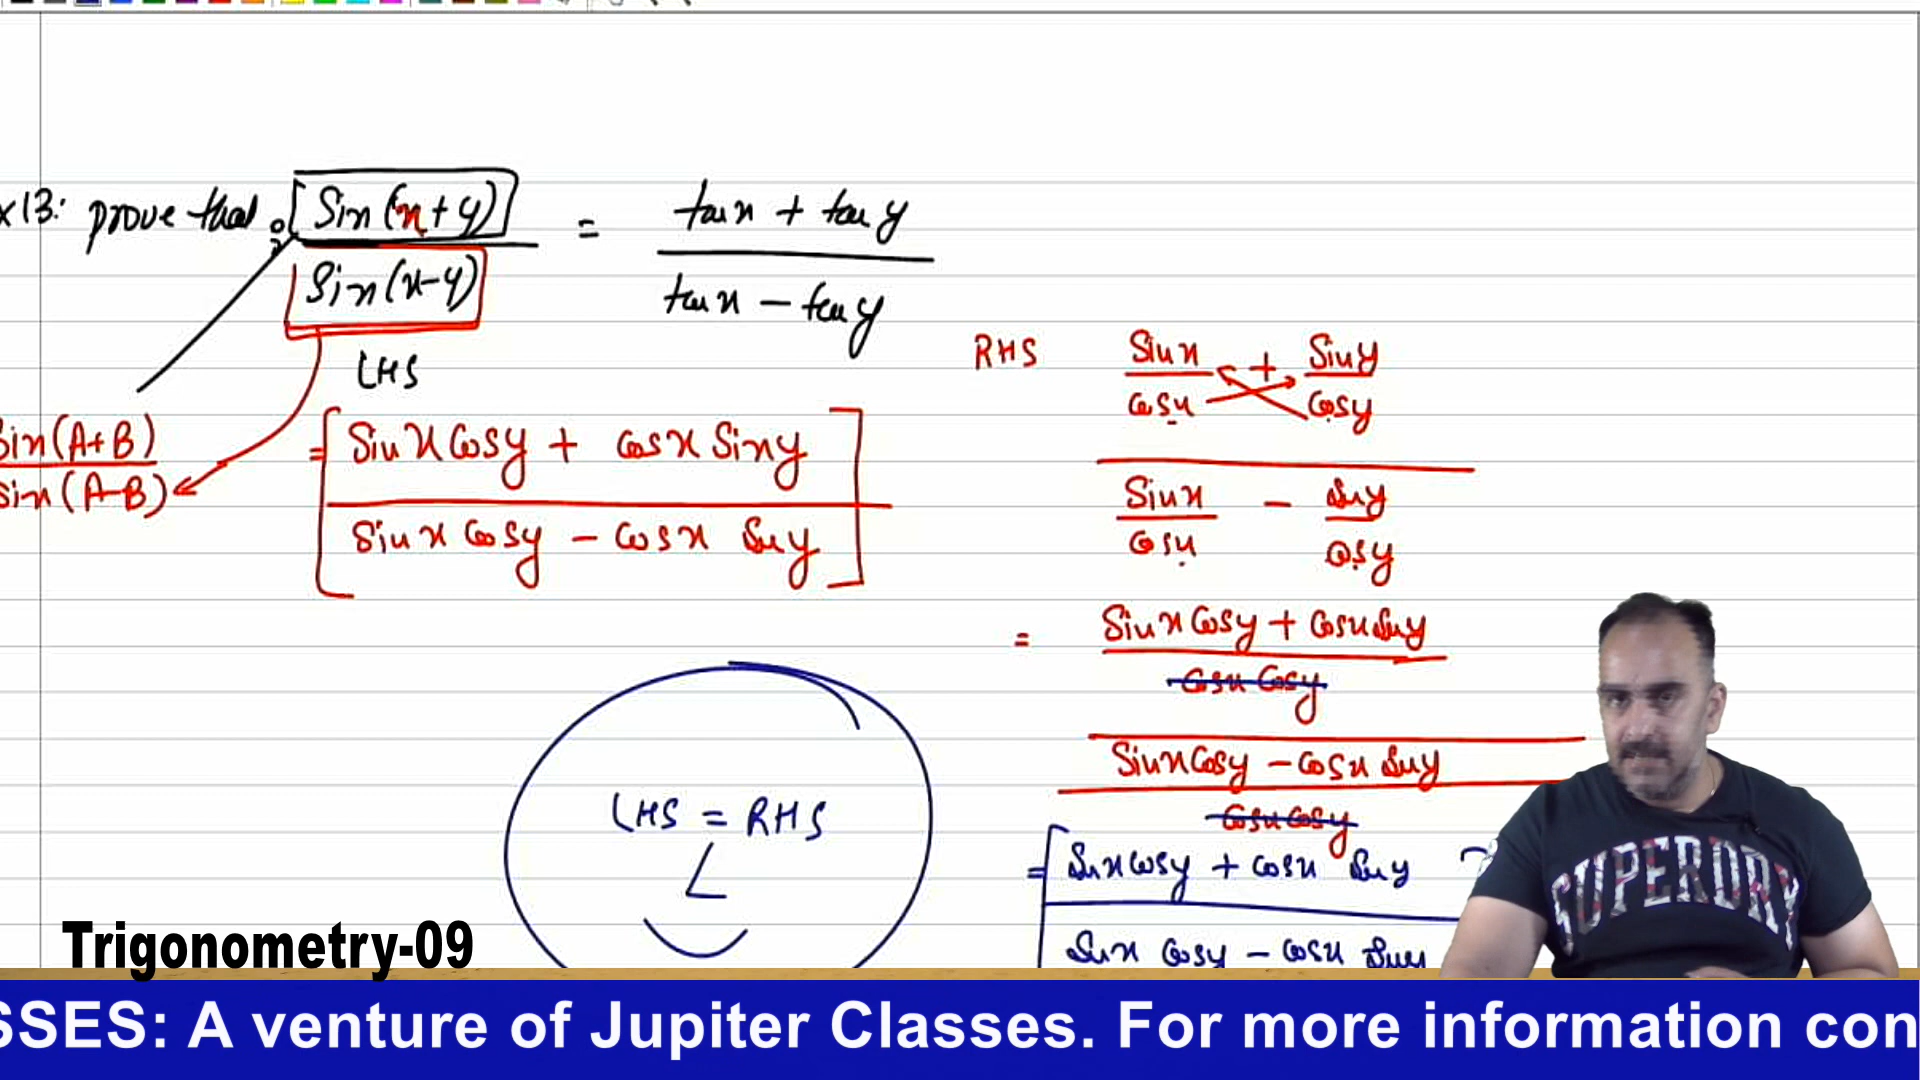 x13: prove that: Sin(x+y) / Sin(x-y) = tan x + tan y / tan x - tan y
LHS
Sin(A+B)
Sin(A-B)
= Sin x Cos y + Cos x Sin y
Sin x Cos y - Cos x Sin y
LHS = RHS
RHS
Sin x / Cos x + Sin y / Cos y
Sin x / Cos x - Sin y / Cos y
= Sin x Cos y + Cos x Sin y
Cos x Cos y
Sin x Cos y - Cos x Sin y
Cos x Cos y
= Sin x Cos y + Cos x Sin y
Sin x Cos y - Cos x Sin y
SUPERDRY
Trigonometry-09
SSES: A venture of Jupiter Classes. For more information con